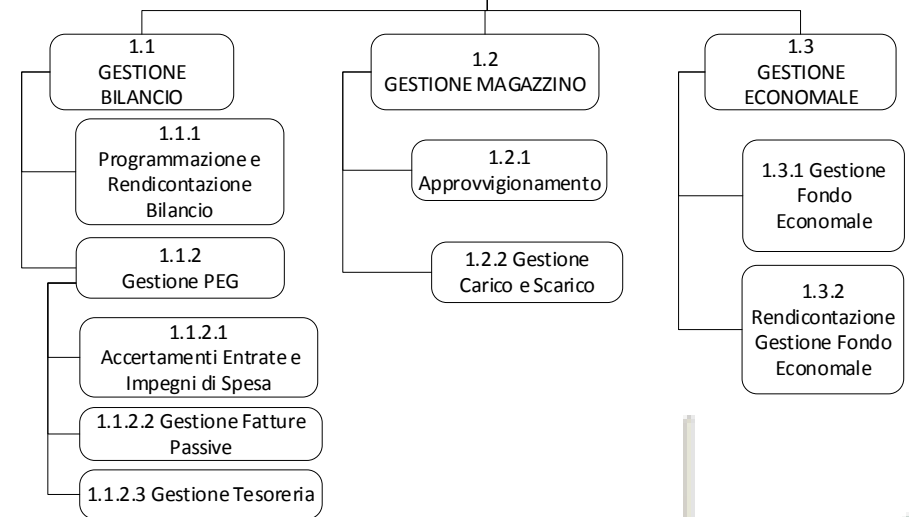 1.1
GESTIONE
BILANCIO
1.1.1
Programmazione e
Rendicontazione
Bilancio
1.1.2
Gestione PEG
1.1.2.1
Accertamenti Entrate e
Impegni di Spesa
1.1.2.2 Gestione Fatture
Passive
1.1.2.3 Gestione Tesoreria
1.2
GESTIONE MAGAZZINO
1.2.1
Approvvigionamento
1.2.2 Gestione
Carico e Scarico
1.3
GESTIONE
ECONOMALE
1.3.1 Gestione
Fondo
Economale
1.3.2
Rendicontazione
Gestione Fondo
Economale